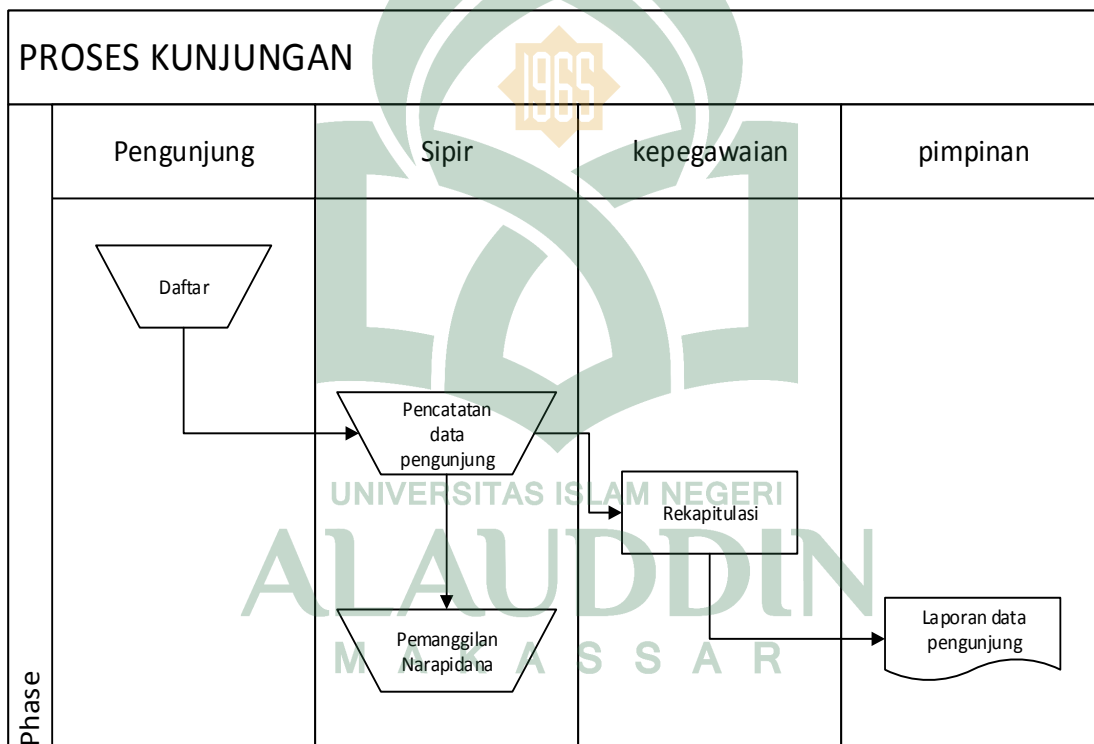 PROSES KUNJUNGAN
1965
Pengunjung
Sipir
kepegawaian
pimpinan
Daftar
Pencatatan
data
pengunjung
UNIVERSITAS ISLAM NEGERI
Rekapitulasi
ALAUDDIN
Laporan data
pengunjung
Pemanggilan
Narapidana
MAKASSAR
Phase